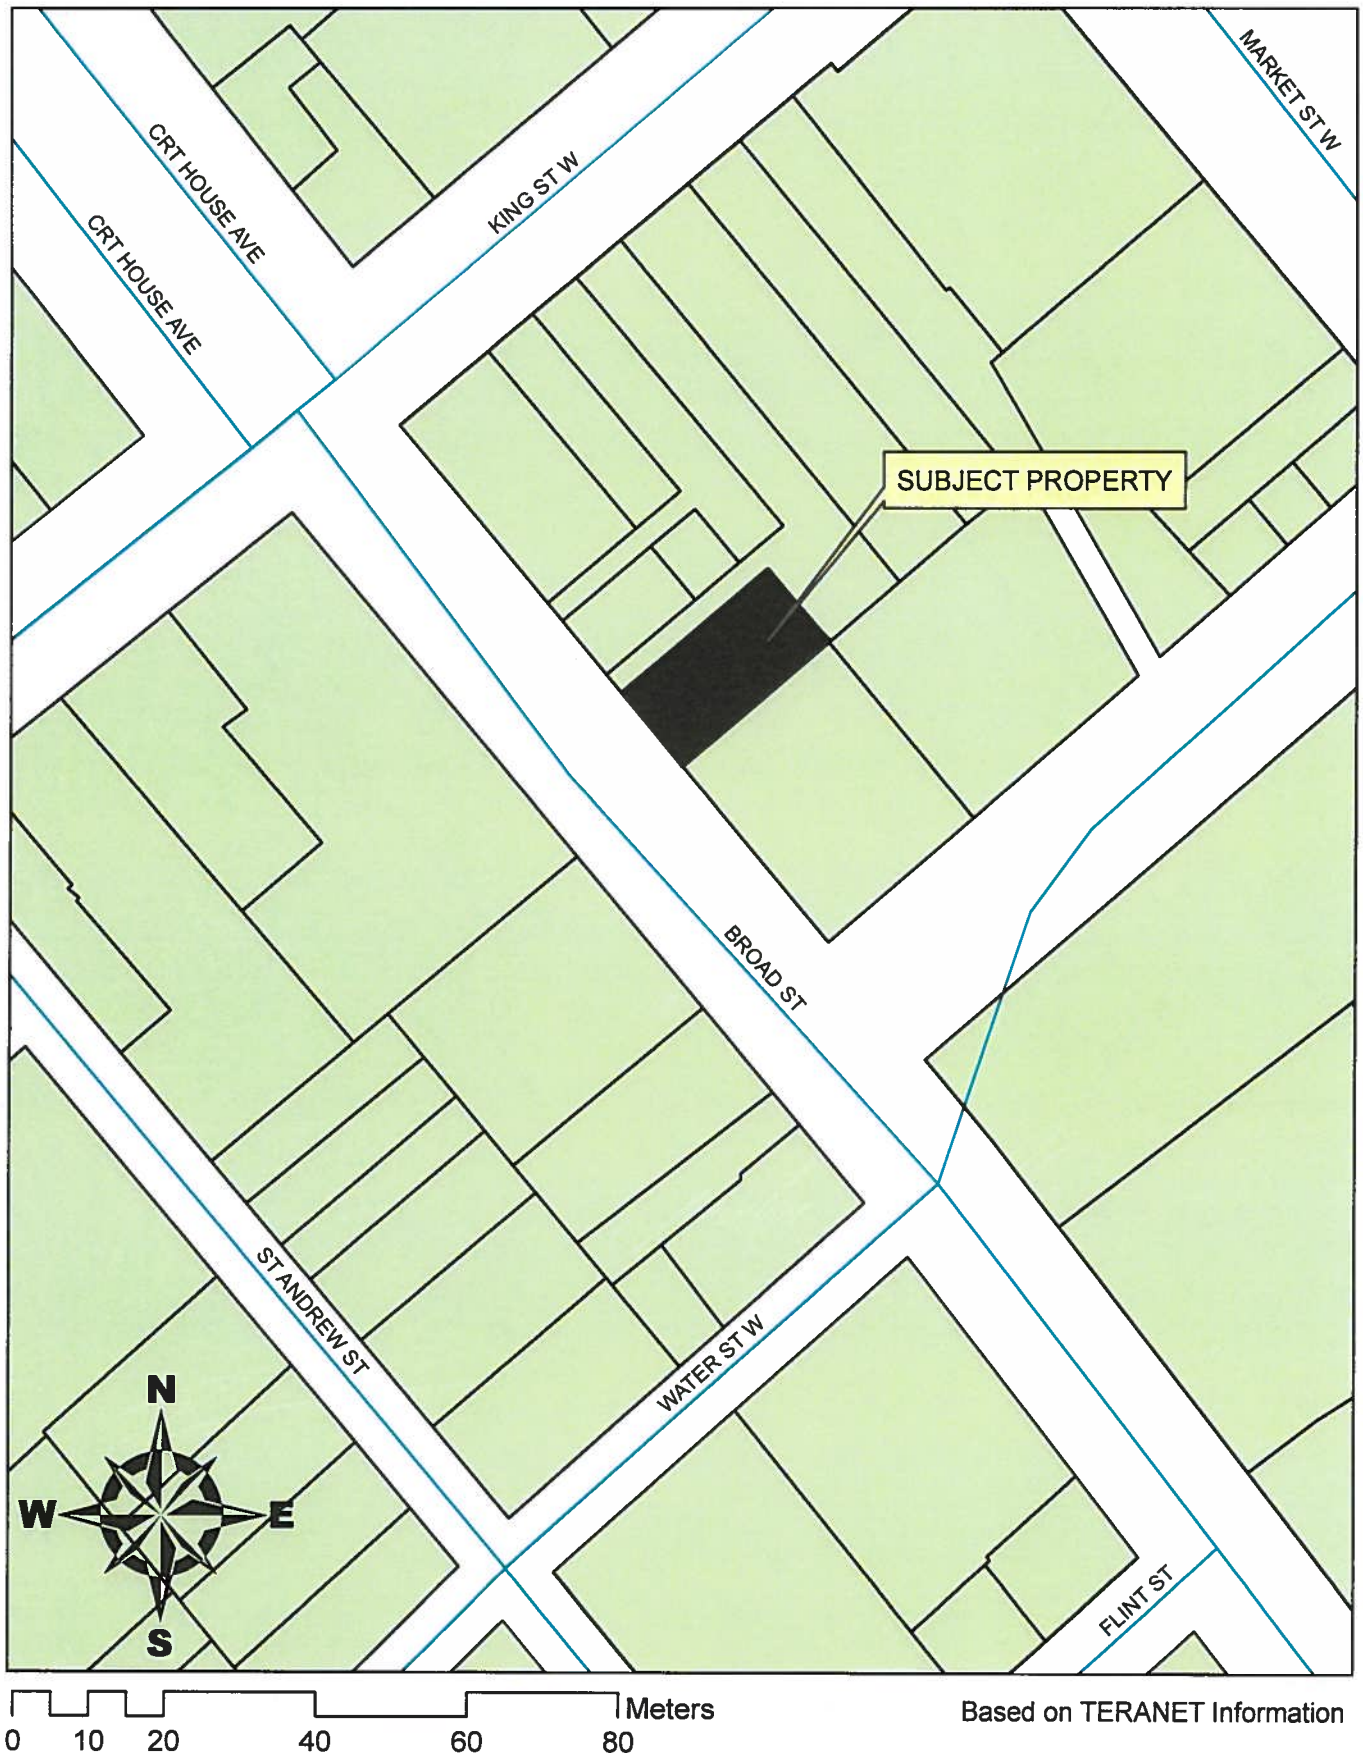 MARKET ST W
CRT HOUSE AVE
KING ST W
CRT HOUSE AVE
SUBJECT PROPERTY
BROAD ST
ST ANDREW ST
WATER ST W
FLINT ST
N
W
E
S
Meters
0 10 20 40 60 80
Based on TERANET Information